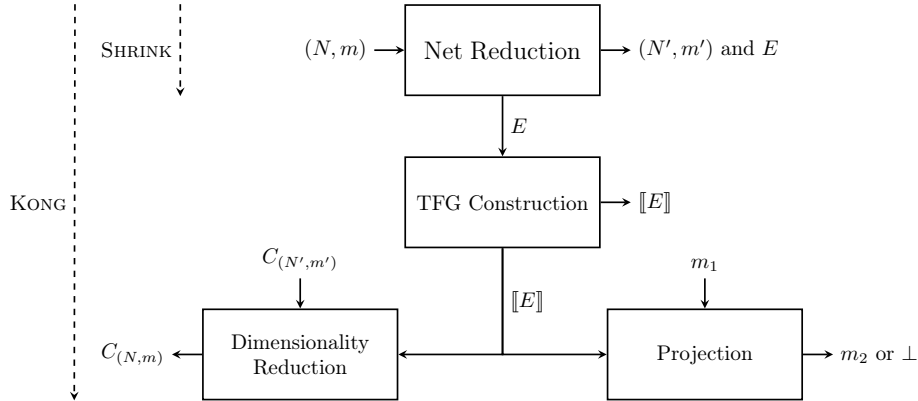 SHRINK
(N, m)
Net Reduction
(N′, m′) and E
E
KONG
TFG Construction
⟦E⟧
C(N′,m′)
⟦E⟧
m₁
C(N,m)
Dimensionality
Reduction
Projection
m₂ or ⊥